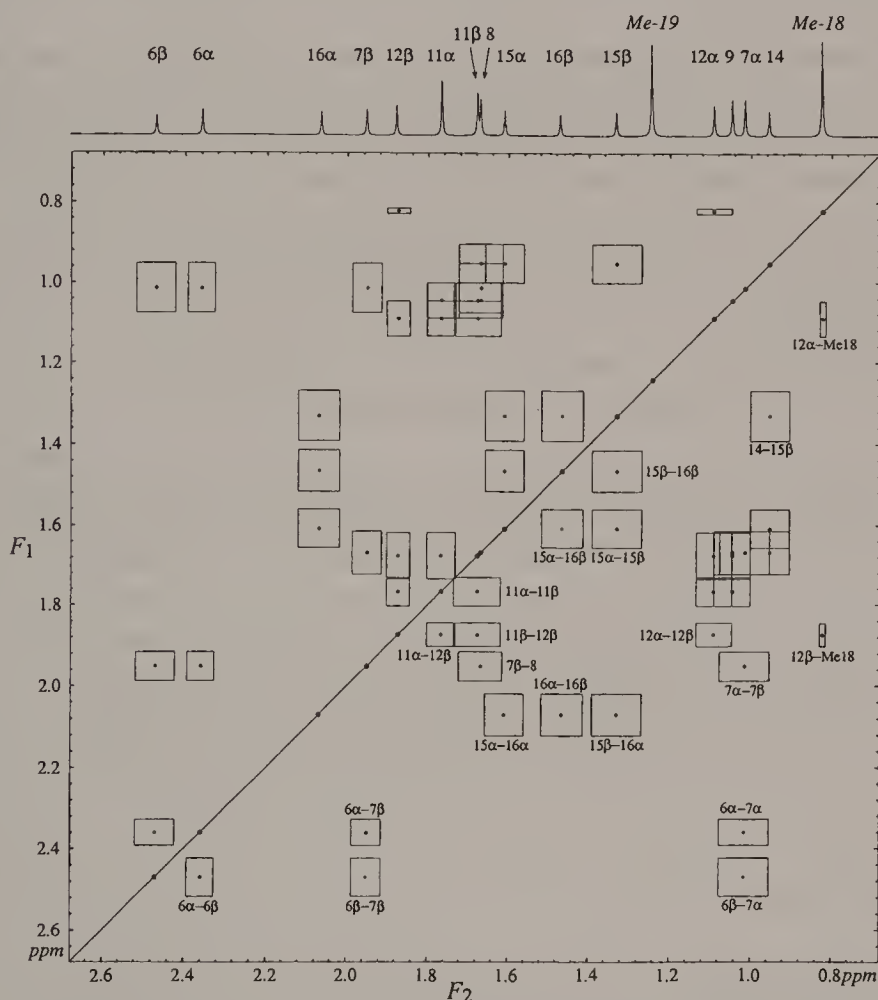 Me-19 Me-18
11β 8
6β 6α 16α 7β 12β 11α 15α 16β 15β 12α 9 7α 14
0.8
1.0
12α–Me18
1.2
1.4
14–15β
15β–16β
F1
1.6
15α–16β 15α–15β
1.8
11α–11β
11β–12β 12α–12β
11α–12β 12β–Me18
7β–8
2.0
16α–16β 7α–7β
15α–16α 15β–16α
2.2
6α–7β 6α–7α
2.4
6α–6β 6β–7β 6β–7α
2.6
ppm
2.6 2.4 2.2 2.0 1.8 1.6 1.4 1.2 1.0 0.8 ppm
F2